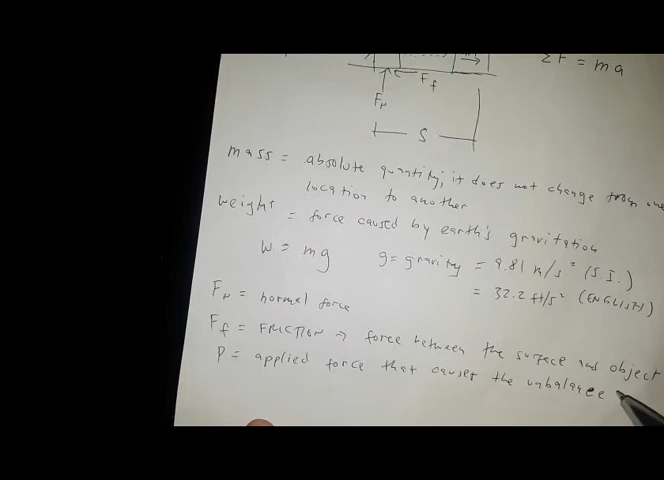 ΣF = ma
Ff
FN
S
mass = absolute quantity; it does not change from one
location to another
weight = force caused by earth's gravitation
W = mg g = gravity = 9.81 m/s² (S.I.)
= 32.2 ft/s² (ENGLISH)
FN = normal force
Ff = FRICTION → force between the surface and object
P = applied force that causes the unbalance